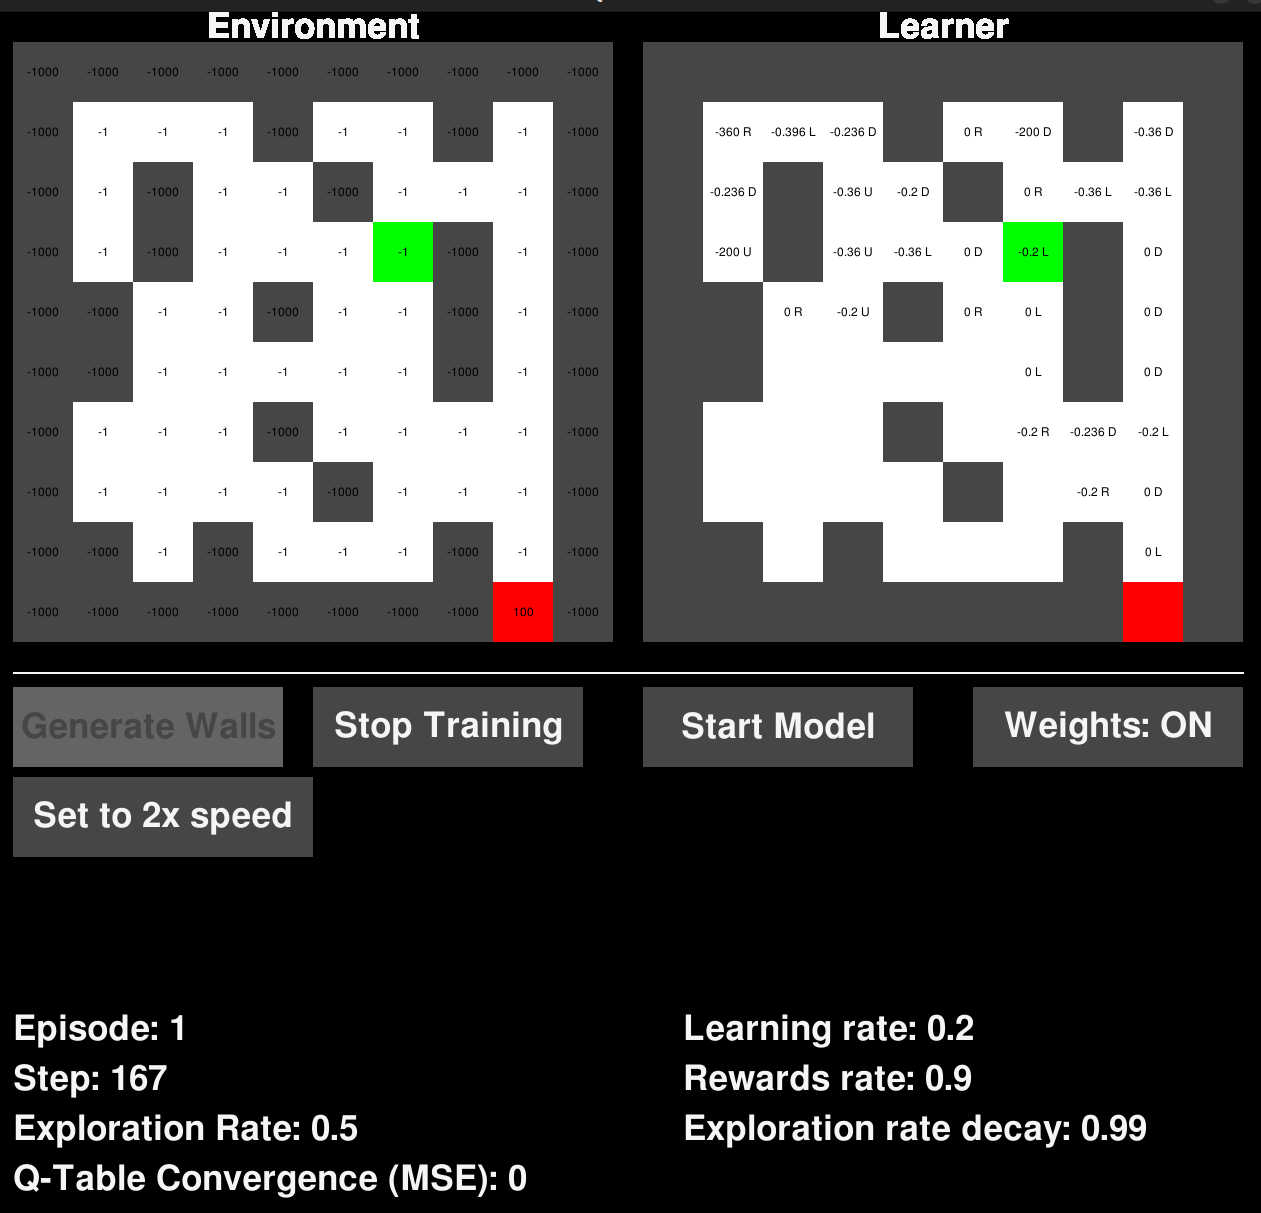 Environment Learner
-1000 -1000 -1000 -1000 -1000 -1000 -1000 -1000 -1000 -1000
-1000 -1 -1 -1 -1000 -1 -1 -1000 -1 -1000 -360 R -0.396 L -0.236 D 0 R -200 D -0.36 D
-1000 -1 -1000 -1 -1 -1000 -1 -1 -1 -1000 -0.236 D -0.36 U -0.2 D 0 R -0.36 L -0.36 L
-1000 -1 -1000 -1 -1 -1 -1 -1000 -1 -1000 -200 U -0.36 U -0.36 L 0 D -0.2 L 0 D
-1000 -1000 -1 -1 -1000 -1 -1 -1000 -1 -1000 0 R -0.2 U 0 R 0 L 0 D
-1000 -1000 -1 -1 -1 -1 -1 -1000 -1 -1000 0 L 0 D
-1000 -1 -1 -1 -1000 -1 -1 -1 -1 -1000 -0.2 R -0.236 D -0.2 L
-1000 -1 -1 -1 -1 -1000 -1 -1 -1 -1000 -0.2 R 0 D
-1000 -1000 -1 -1000 -1 -1 -1 -1000 -1 -1000 0 L
-1000 -1000 -1000 -1000 -1000 -1000 -1000 -1000 100 -1000
Generate Walls Stop Training Start Model Weights: ON
Set to 2x speed
Episode: 1 Learning rate: 0.2
Step: 167 Rewards rate: 0.9
Exploration Rate: 0.5 Exploration rate decay: 0.99
Q-Table Convergence (MSE): 0